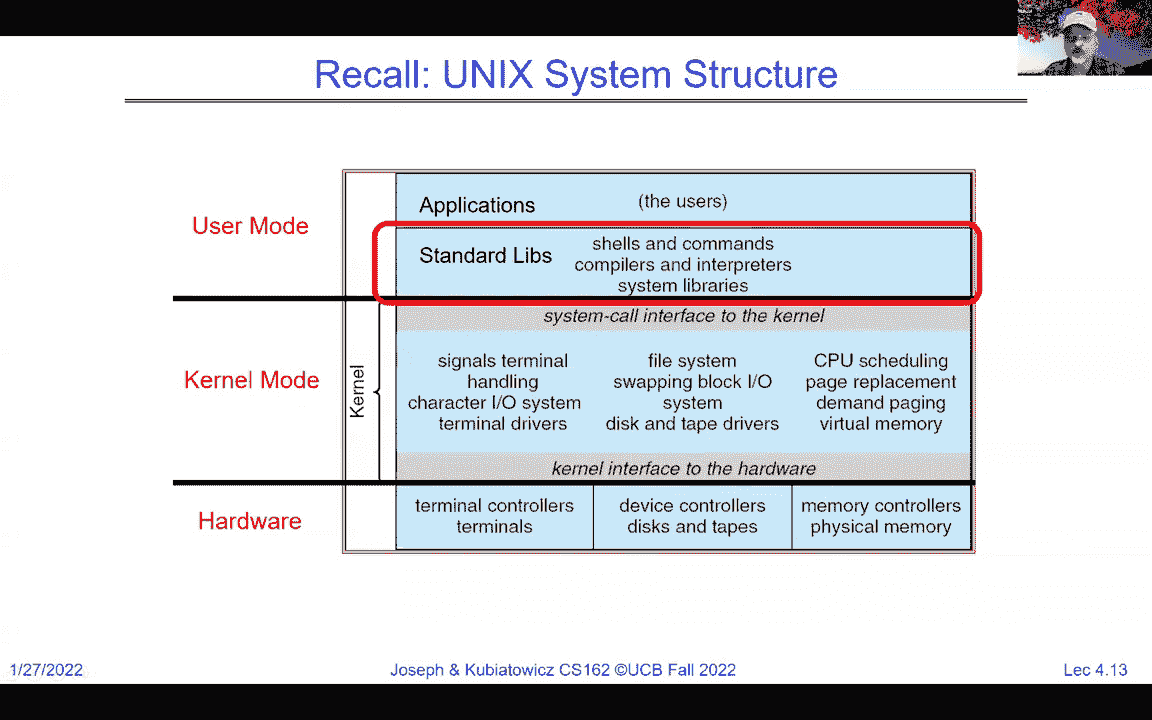 Recall: UNIX System Structure
User Mode
Applications
(the users)
Standard Libs
shells and commands
compilers and interpreters
system libraries
Kernel Mode
Kernel
system-call interface to the kernel
signals terminal
handling
character I/O system
terminal drivers
file system
swapping block I/O
system
disk and tape drivers
CPU scheduling
page replacement
demand paging
virtual memory
kernel interface to the hardware
Hardware
terminal controllers
terminals
device controllers
disks and tapes
memory controllers
physical memory
1/27/2022
Joseph & Kubiatowicz CS162 ©UCB Fall 2022
Lec 4.13